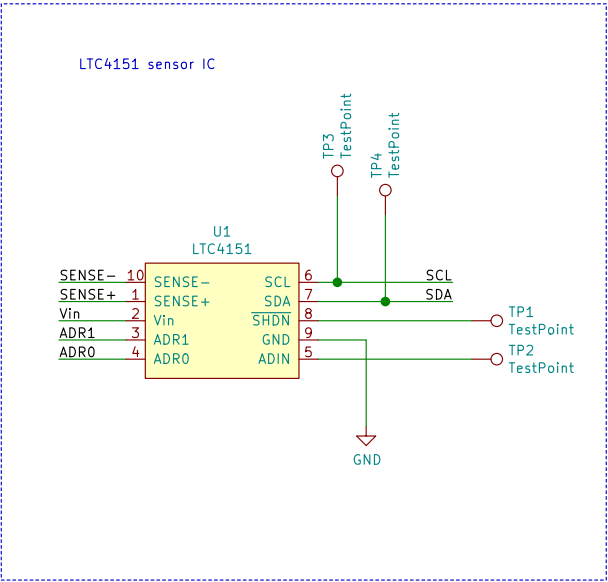 LTC4151 sensor IC
TP3
TestPoint
TP4
TestPoint
U1
LTC4151
SENSE- 10 SENSE- SCL 6 SCL
SENSE+ 1 SENSE+ SDA 7 SDA
Vin 2 Vin SHDN 8 TP1
TestPoint
ADR1 3 ADR1 GND 9
ADR0 4 ADR0 ADIN 5 TP2
TestPoint
GND